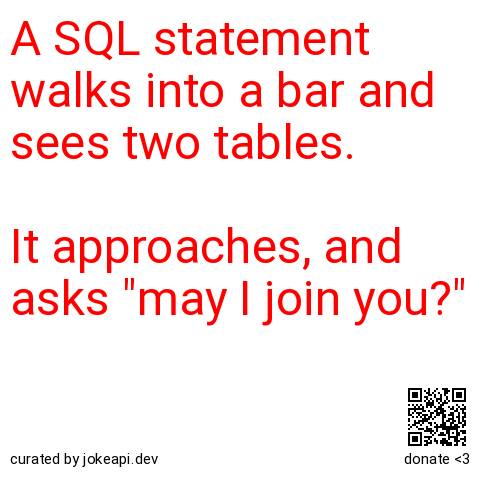 A SQL statement
walks into a bar and
sees two tables.
It approaches, and
asks "may I join you?"
curated by jokeapi.dev
donate <3